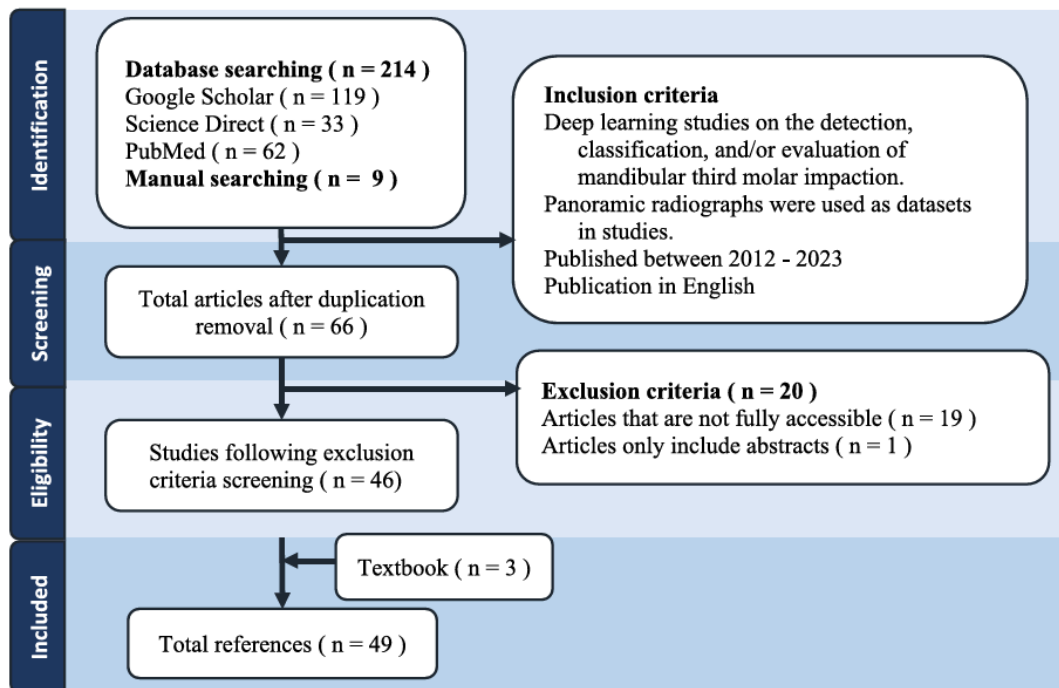 Identification
Database searching ( n = 214 )
Google Scholar ( n = 119 )
Science Direct ( n = 33 )
PubMed ( n = 62 )
Manual searching ( n = 9 )
Inclusion criteria
Deep learning studies on the detection,
classification, and/or evaluation of
mandibular third molar impaction.
Panoramic radiographs were used as datasets
in studies.
Published between 2012 - 2023
Publication in English
Screening
Total articles after duplication
removal ( n = 66 )
Eligibility
Exclusion criteria ( n = 20 )
Articles that are not fully accessible ( n = 19 )
Articles only include abstracts ( n = 1 )
Studies following exclusion
criteria screening ( n = 46)
Included
Textbook ( n = 3 )
Total references ( n = 49 )